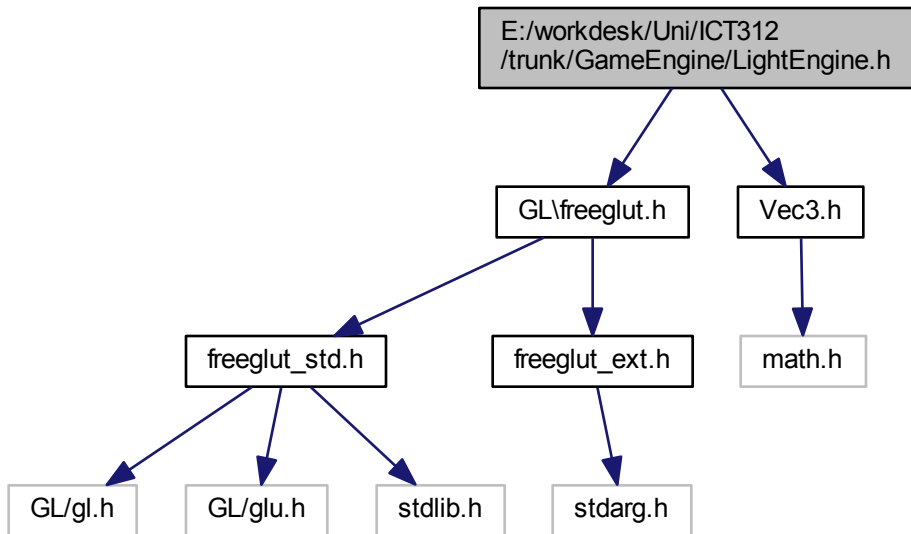 E:/workdesk/Uni/ICT312
/trunk/GameEngine/LightEngine.h
GL\freeglut.h
Vec3.h
freeglut_std.h
freeglut_ext.h
math.h
GL/gl.h
GL/glu.h
stdlib.h
stdarg.h